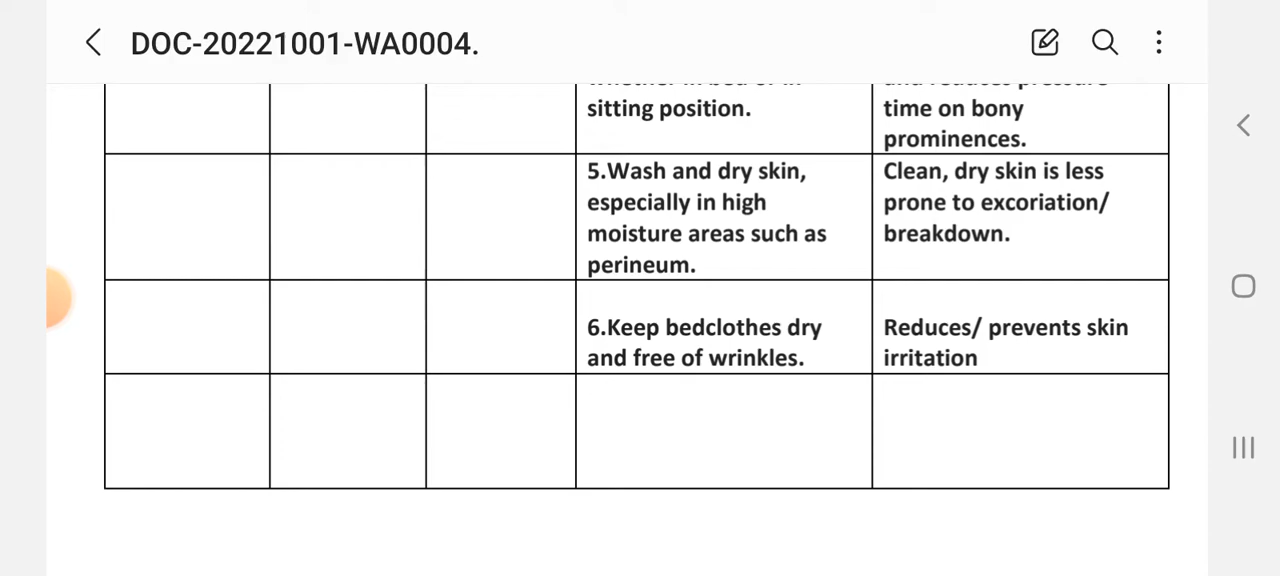 DOC-20221001-WA0004.
sitting position.
time on bony
prominences.
5.Wash and dry skin,
especially in high
moisture areas such as
perineum.
Clean, dry skin is less
prone to excoriation/
breakdown.
6.Keep bedclothes dry
and free of wrinkles.
Reduces/ prevents skin
irritation